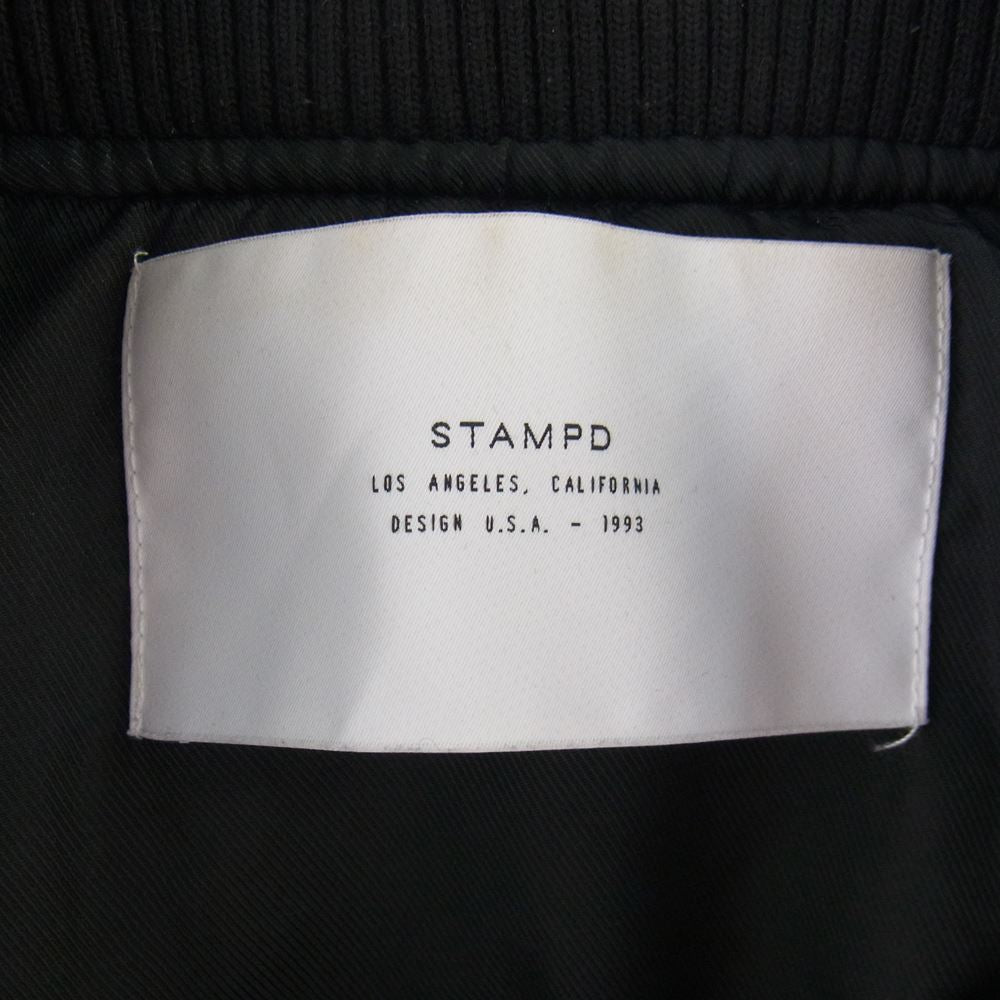 STAMPD
LOS ANGELES, CALIFORNIA
DESIGN U.S.A. - 1993